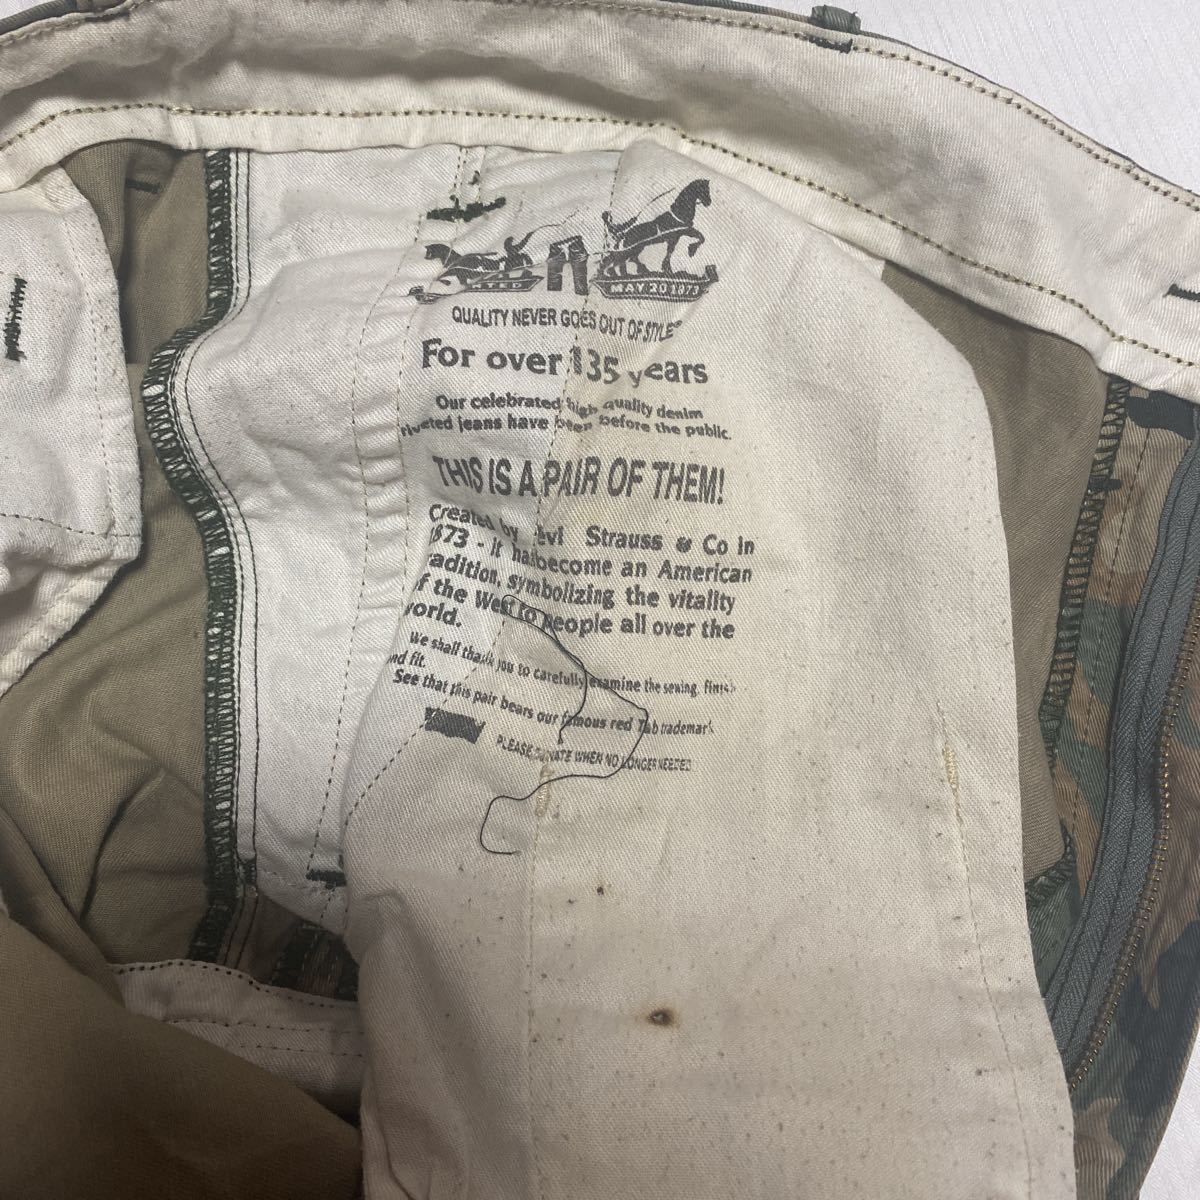 MAY 20 1873
QUALITY NEVER GOES OUT OF STYLE®
For over 135 years
Our celebrated high quality denim
riveted jeans have been before the public.
THIS IS A PAIR OF THEM!
Created by Levi Strauss & Co in
1873 - it has become an American
tradition, symbolizing the vitality
of the West to people all over the
world.
We shall thank you to carefully examine the sewing, finish
and fit.
See that this pair bears our famous red Tab trademark
PLEASE DONATE WHEN NO LONGER NEEDED